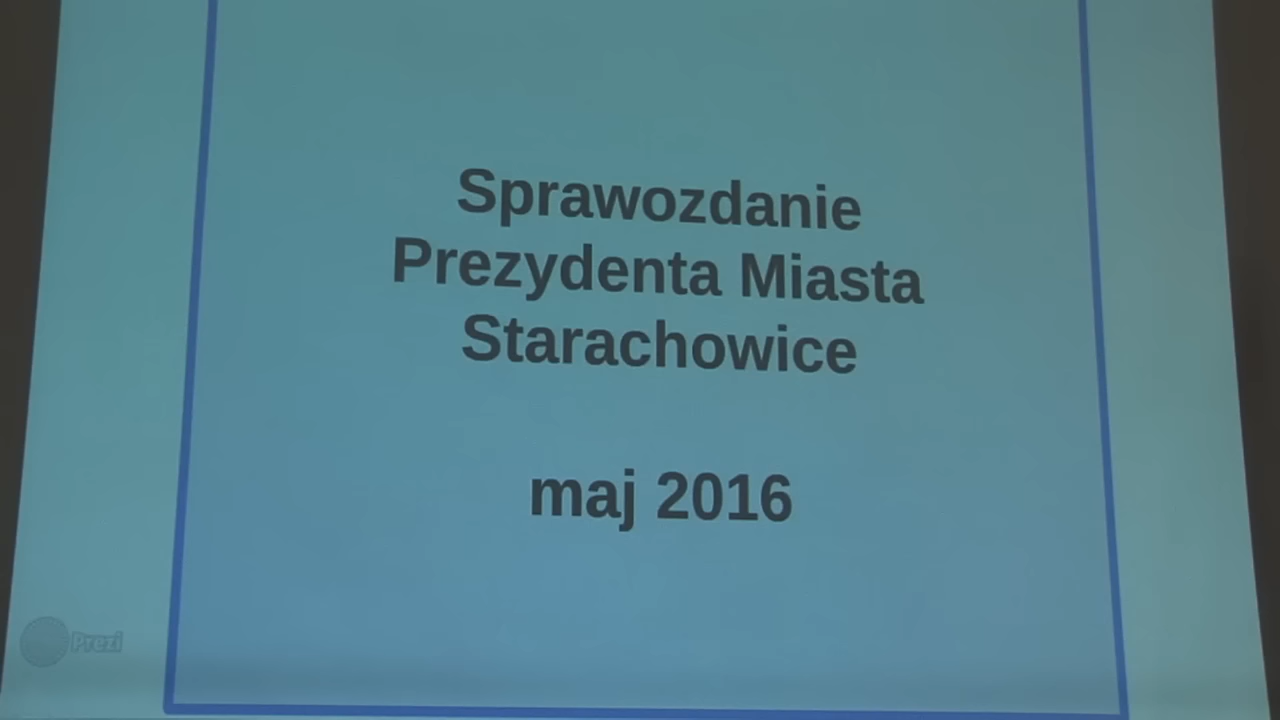 Sprawozdanie
Prezydenta Miasta
Starachowice
maj 2016
Prezi